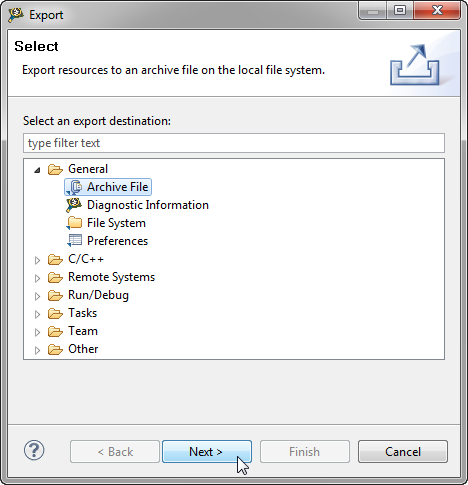 Export
Select
Export resources to an archive file on the local file system.
Select an export destination:
type filter text
General
Archive File
Diagnostic Information
File System
Preferences
C/C++
Remote Systems
Run/Debug
Tasks
Team
Other
?
< Back
Next >
Finish
Cancel